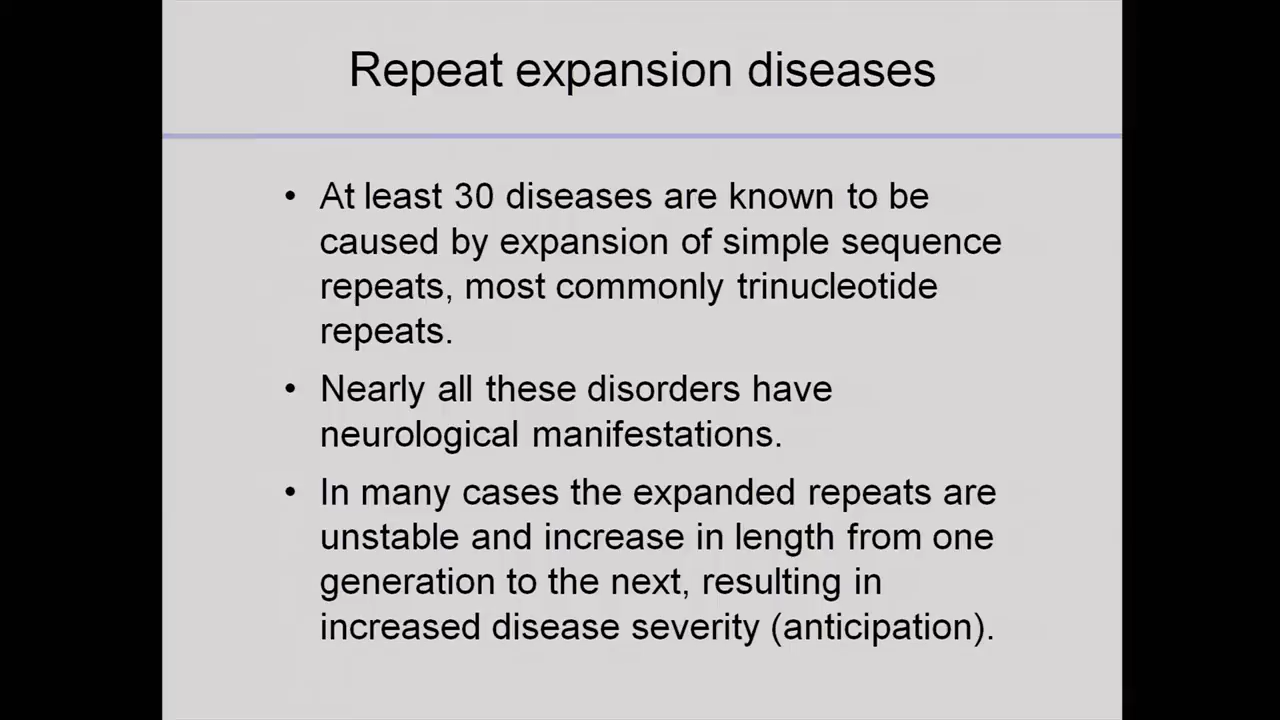 Repeat expansion diseases
• At least 30 diseases are known to be
caused by expansion of simple sequence
repeats, most commonly trinucleotide
repeats.
• Nearly all these disorders have
neurological manifestations.
• In many cases the expanded repeats are
unstable and increase in length from one
generation to the next, resulting in
increased disease severity (anticipation).